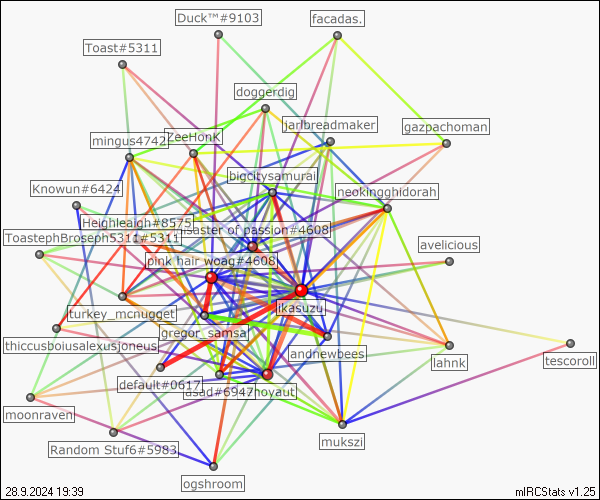 Duck™#9103
facadas.
Toast#5311
doggerdig
jarlbreadmaker
gazpachoman
mingus4742
ZeeHonK
bigcitysamurai
Knowun#6424
neokingghidorah
Heighleaigh#8575
master of passion#4608
ToastephBroseph5311#5311
avelicious
pink hair woag#4608
turkey_mcnugget
ikasuzu
gregor_samsa
thiccusboiusalexusjoneus
andnewbees
lahnk
tescoroll
default#0617
asad#6947
hoyaut
moonraven
mukszi
Random Stuf6#5983
ogshroom
28.9.2024 19:39
mIRCStats v1.25